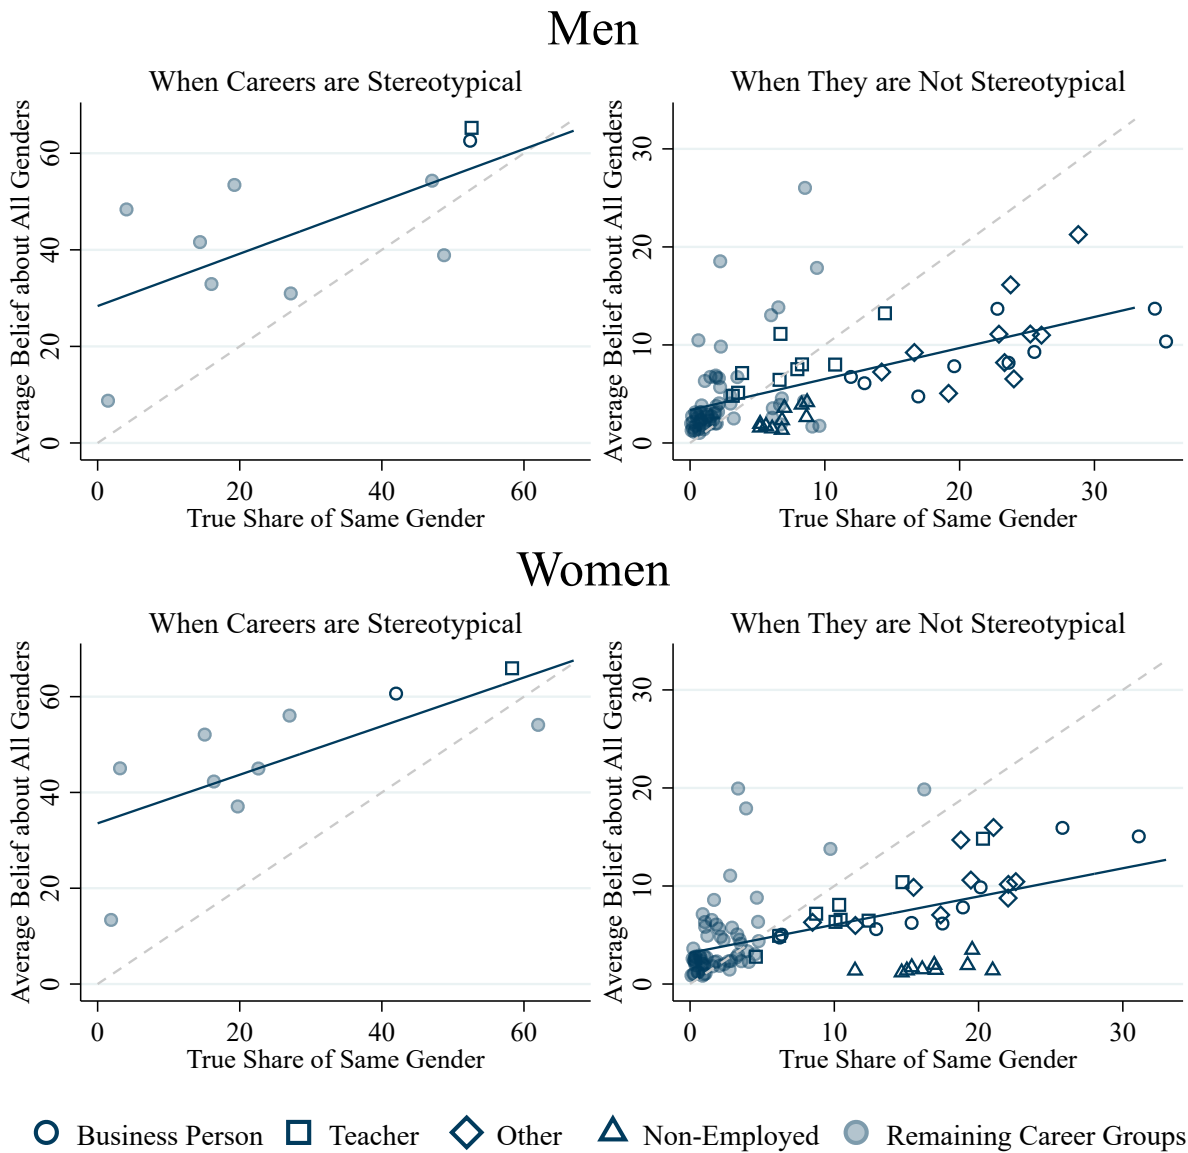 Men
When Careers are Stereotypical
When They are Not Stereotypical
Average Belief about All Genders
60
40
20
0
0 20 40 60
True Share of Same Gender
Average Belief about All Genders
30
20
10
0
0 10 20 30
True Share of Same Gender
Women
When Careers are Stereotypical
When They are Not Stereotypical
Average Belief about All Genders
60
40
20
0
0 20 40 60
True Share of Same Gender
Average Belief about All Genders
30
20
10
0
0 10 20 30
True Share of Same Gender
Business Person Teacher Other Non-Employed Remaining Career Groups